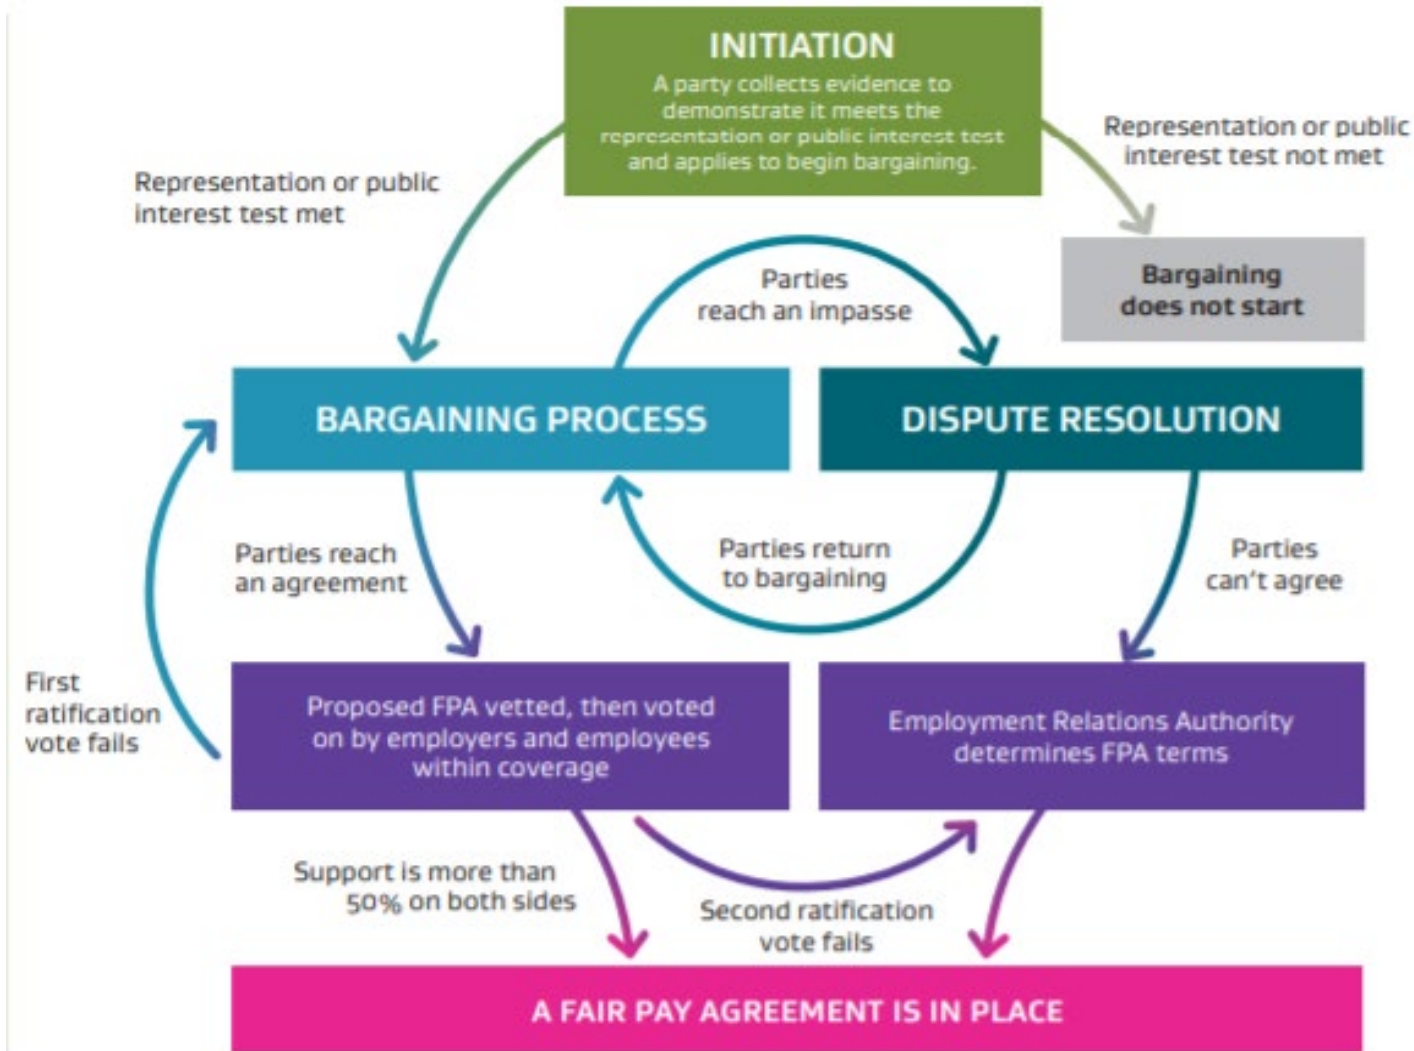 INITIATION
A party collects evidence to
demonstrate it meets the
representation or public interest test
and applies to begin bargaining.
Representation or public
interest test not met
Representation or public
interest test met
Parties
reach an impasse
Bargaining
does not start
BARGAINING PROCESS
DISPUTE RESOLUTION
Parties reach
an agreement
Parties return
to bargaining
Parties
can't agree
First
ratification
vote fails
Proposed FPA vetted, then voted
on by employers and employees
within coverage
Employment Relations Authority
determines FPA terms
Support is more than
50% on both sides
Second ratification
vote fails
A FAIR PAY AGREEMENT IS IN PLACE